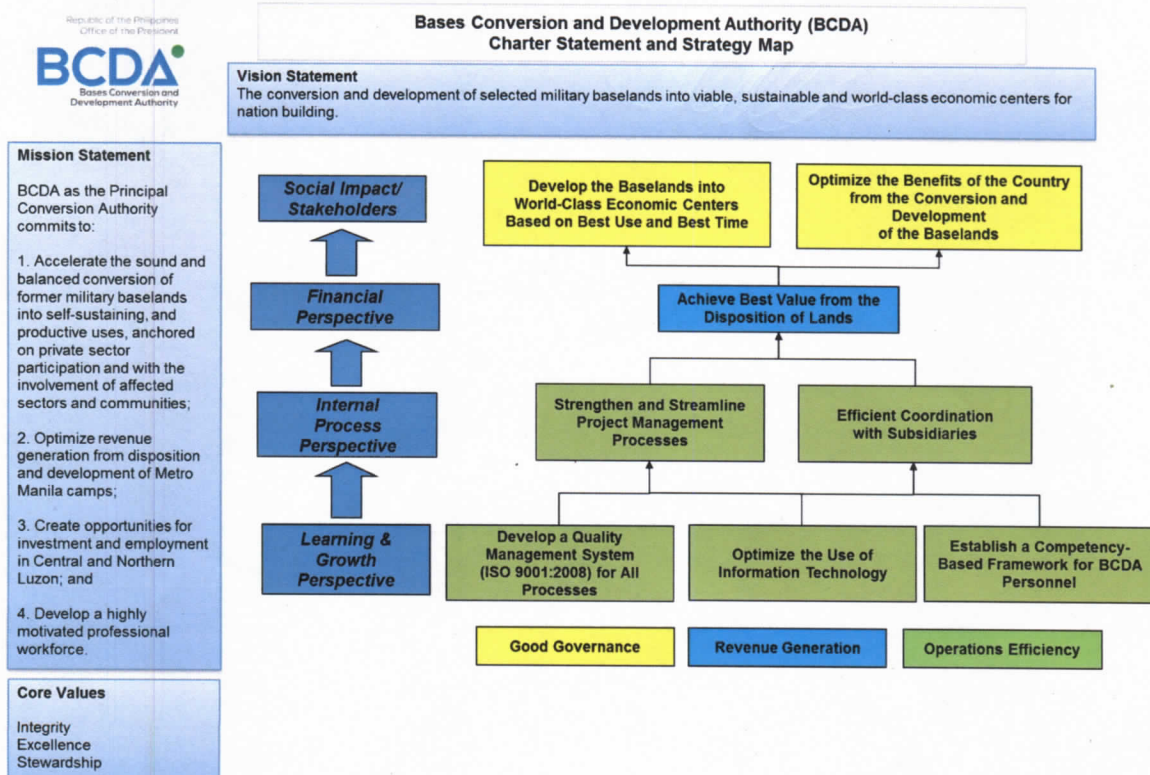 Republic of the Philippines
Office of the President
BCDA
Bases Conversion and
Development Authority
Bases Conversion and Development Authority (BCDA)
Charter Statement and Strategy Map
Vision Statement
The conversion and development of selected military baselands into viable, sustainable and world-class economic centers for
nation building.
Mission Statement
BCDA as the Principal
Conversion Authority
commits to:
1. Accelerate the sound and
balanced conversion of
former military baselands
into self-sustaining, and
productive uses, anchored
on private sector
participation and with the
involvement of affected
sectors and communities;
2. Optimize revenue
generation from disposition
and development of Metro
Manila camps;
3. Create opportunities for
investment and employment
in Central and Northern
Luzon; and
4. Develop a highly
motivated professional
workforce.
Core Values
Integrity
Excellence
Stewardship
Social Impact/
Stakeholders
Develop the Baselands into
World-Class Economic Centers
Based on Best Use and Best Time
Optimize the Benefits of the Country
from the Conversion and
Development
of the Baselands
Financial
Perspective
Achieve Best Value from the
Disposition of Lands
Internal
Process
Perspective
Strengthen and Streamline
Project Management
Processes
Efficient Coordination
with Subsidiaries
Learning &
Growth
Perspective
Develop a Quality
Management System
(ISO 9001:2008) for All
Processes
Optimize the Use of
Information Technology
Establish a Competency-
Based Framework for BCDA
Personnel
Good Governance
Revenue Generation
Operations Efficiency